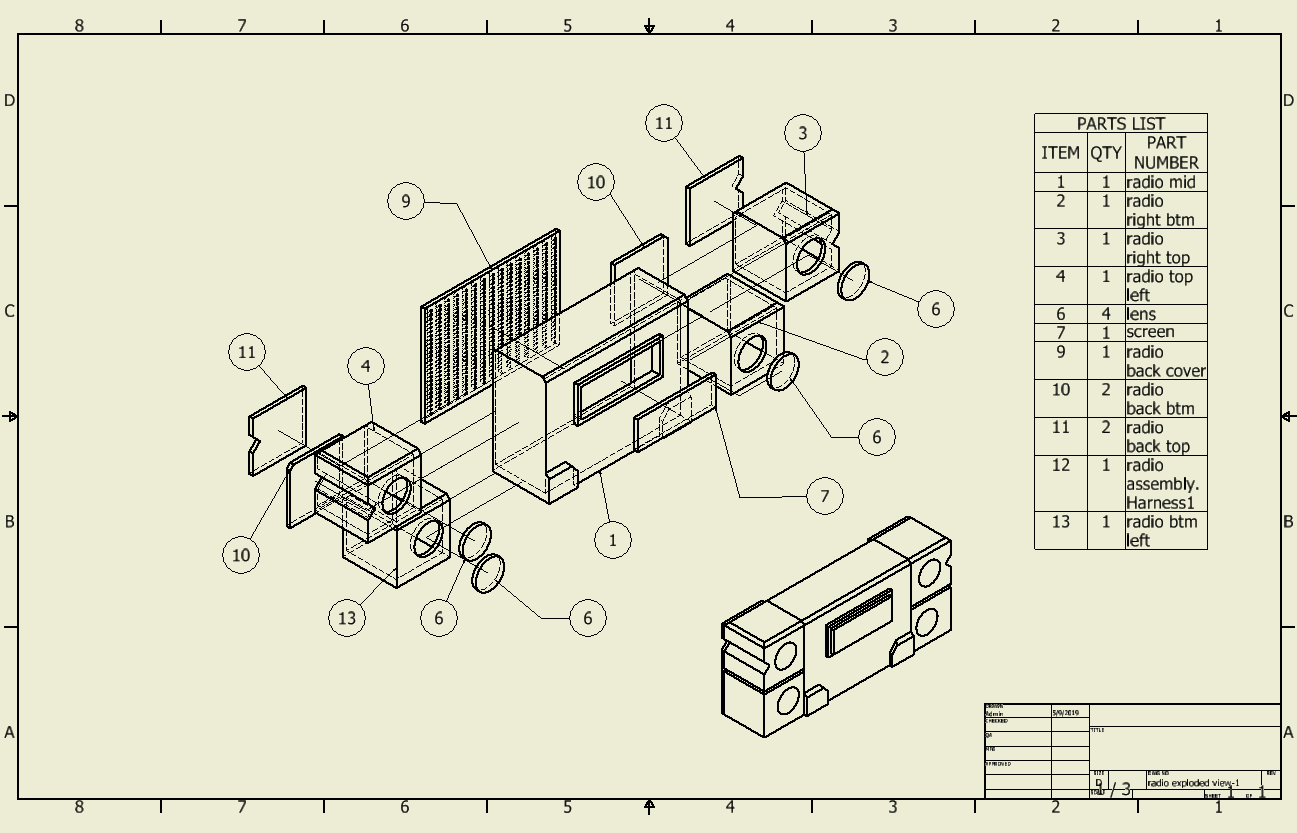 8 7 6 5 4 3 2 1
D D
11 3
10
9
6
C C
11 4 2
6
7
10 1
B B
13 6 6
PARTS LIST
ITEM QTY PART
NUMBER
1 1 radio mid
2 1 radio
right btm
3 1 radio
right top
4 1 radio top
left
6 4 lens
7 1 screen
9 1 radio
back cover
10 2 radio
back btm
11 2 radio
back top
12 1 radio
assembly.
Harness1
13 1 radio btm
left
A A
DRAWN
Admin 5/9/2019
CHECKED
QA
MFG
APPROVED
TITLE
SIZE DWG NO REV
D radio exploded view-1
SCALE 1 / 3
SHEET 1 OF 1
8 7 6 5 4 3 2 1